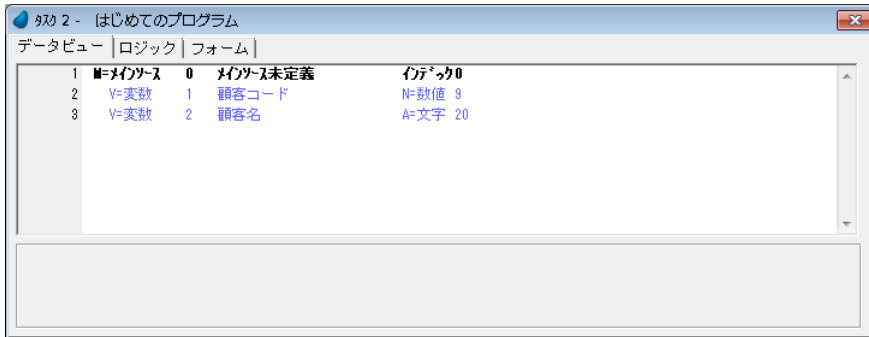 ﾀｽｸ 2 - はじめてのプログラム
データビュー ロジック フォーム
1 M=ﾒｲﾝｿｰｽ 0 ﾒｲﾝｿｰｽ未定義 ｲﾝﾃﾞｯｸ0
2 V=変数 1 顧客コード N=数値 9
3 V=変数 2 顧客名 A=文字 20